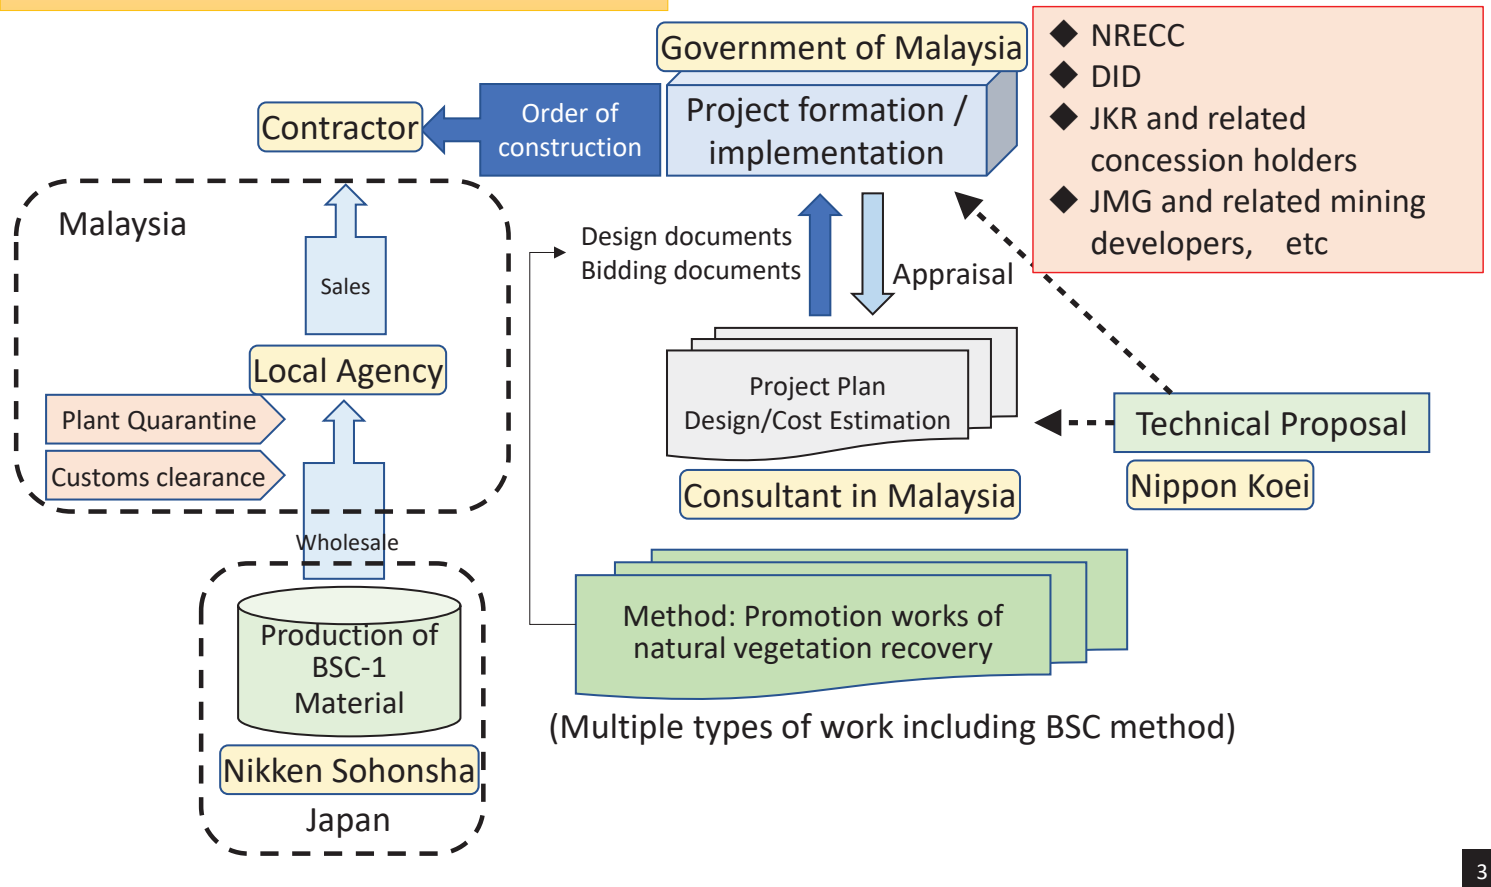 Government of Malaysia
Project formation /
implementation
Order of
construction
Contractor
◆ NRECC
◆ DID
◆ JKR and related
concession holders
◆ JMG and related mining
developers, etc
Malaysia
Sales
Local Agency
Plant Quarantine
Customs clearance
Wholesale
Production of
BSC-1
Material
Nikken Sohonsha
Japan
Design documents
Bidding documents
Appraisal
Project Plan
Design/Cost Estimation
Consultant in Malaysia
Technical Proposal
Nippon Koei
Method: Promotion works of
natural vegetation recovery
(Multiple types of work including BSC method)
3